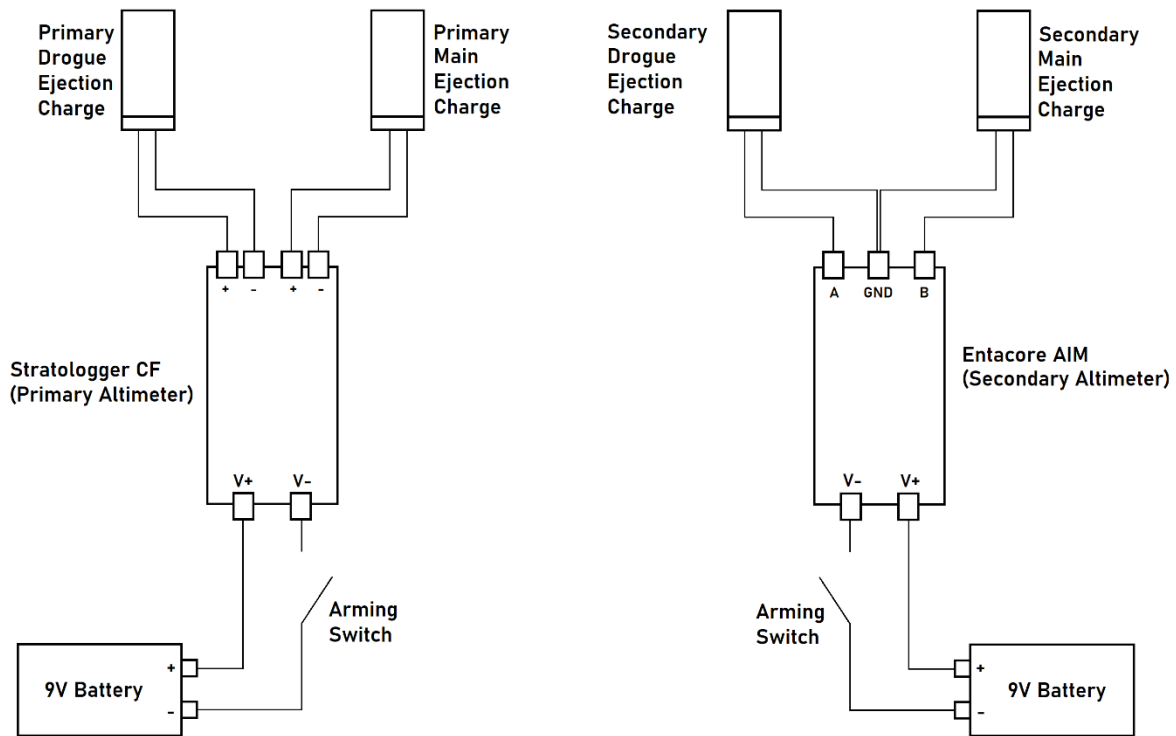 Primary
Drogue
Ejection
Charge
Primary
Main
Ejection
Charge
Secondary
Drogue
Ejection
Charge
Secondary
Main
Ejection
Charge
+ - + -
A GND B
Stratologger CF
(Primary Altimeter)
Entacore AIM
(Secondary Altimeter)
V+ V-
V- V+
Arming
Switch
Arming
Switch
9V Battery
+
-
9V Battery
+
-